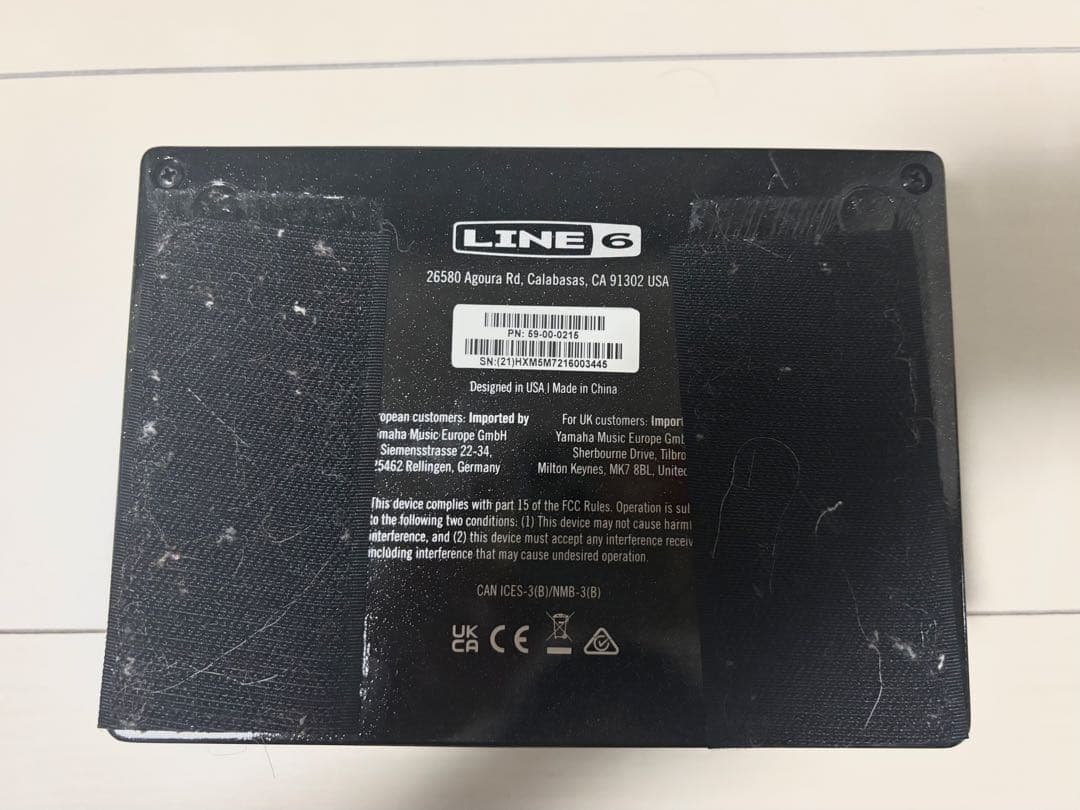 LINE 6
26580 Agoura Rd, Calabasas, CA 91302 USA
PN: 59-00-0215
SN:(21)HXM5M7216003445
Designed in USA | Made in China
opean customers: Imported by
maha Music Europe GmbH
Siemensstrasse 22-34,
25462 Rellingen, Germany
For UK customers: Import
Yamaha Music Europe Gmb
Sherbourne Drive, Tilbro
Milton Keynes, MK7 8BL, United
This device complies with part 15 of the FCC Rules. Operation is sub
to the following two conditions: (1) This device may not cause harmf
interference, and (2) this device must accept any interference receiv
including interference that may cause undesired operation.
CAN ICES-3(B)/NMB-3(B)
UK
CA CE